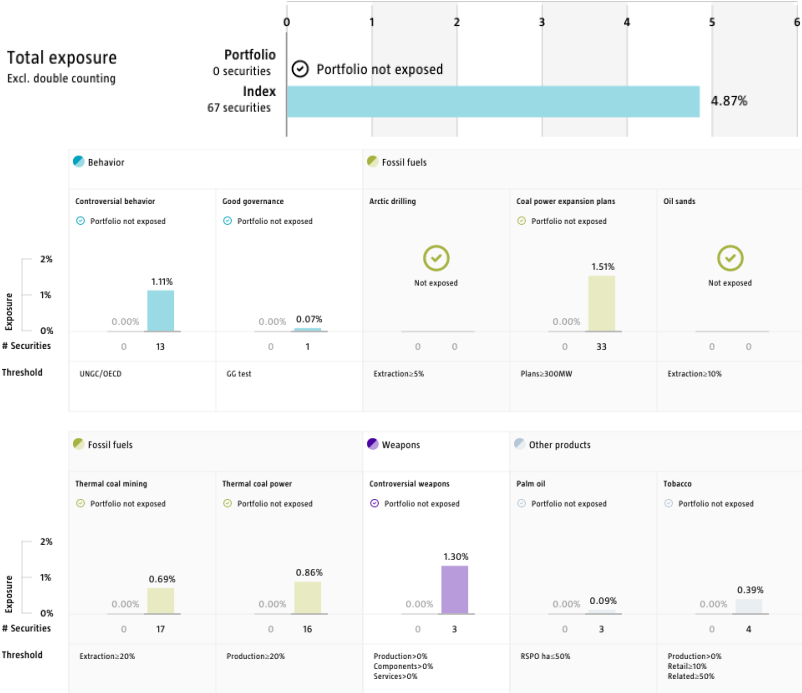 0 1 2 3 4 5 6
Total exposure
Excl. double counting
Portfolio
0 securities
Portfolio not exposed
Index
67 securities
4.87%
Behavior
Fossil fuels
Controversial behavior
Good governance
Arctic drilling
Coal power expansion plans
Oil sands
Portfolio not exposed
Portfolio not exposed
Portfolio not exposed
Not exposed
Not exposed
Exposure
2%
1%
0%
0.00% 1.11%
0.00% 0.07%
0.00% 1.51%
# Securities 0 13 0 1 0 0 0 33 0 0
Threshold UNGC/OECD GG test Extraction≥5% Plans≥300MW Extraction≥10%
Fossil fuels
Weapons
Other products
Thermal coal mining
Thermal coal power
Controversial weapons
Palm oil
Tobacco
Portfolio not exposed
Portfolio not exposed
Portfolio not exposed
Portfolio not exposed
Portfolio not exposed
Exposure
2%
1%
0%
0.00% 0.69%
0.00% 0.86%
0.00% 1.30%
0.00% 0.09%
0.00% 0.39%
# Securities 0 17 0 16 0 3 0 3 0 4
Threshold Extraction≥20% Production≥20% Production>0% RSPO ha≤50% Production>0%
Components>0% Retail≥10%
Services>0% Related≥50%